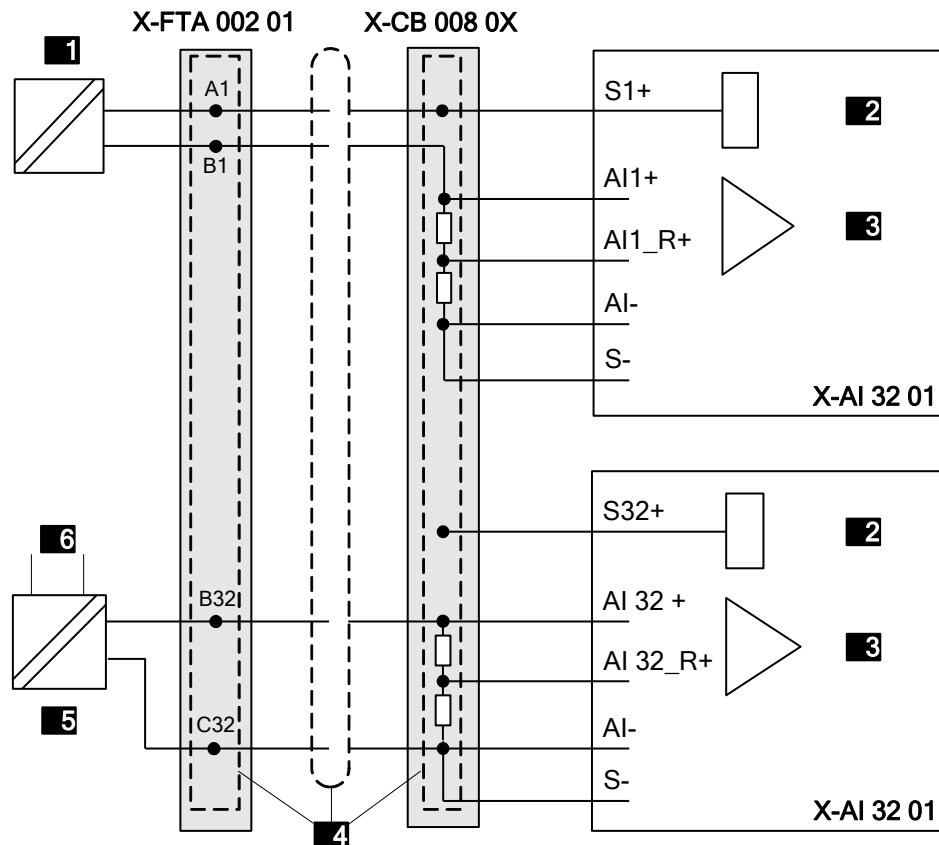 X-FTA 002 01
X-CB 008 0X
1
A1
S1+
2
B1
AI1+
3
AI1_R+
AI-
S-
X-AI 32 01
S32+
2
6
B32
AI 32 +
AI 32_R+
3
5
C32
AI-
S-
X-AI 32 01
4